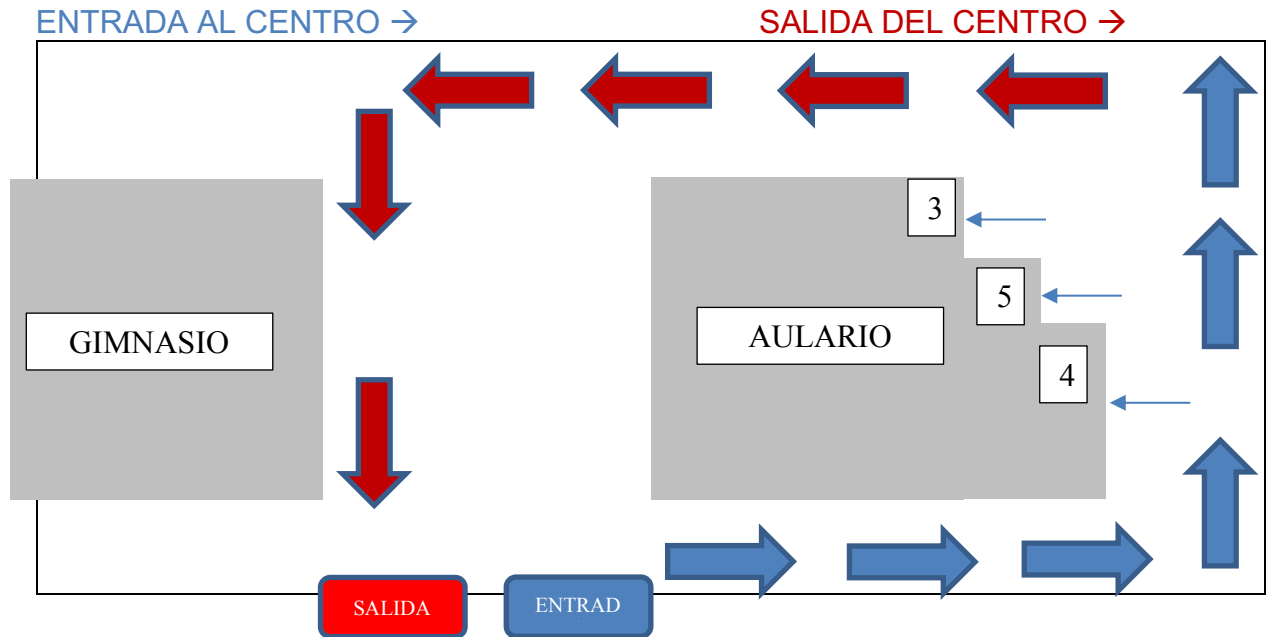 ENTRADA AL CENTRO →
SALIDA DEL CENTRO →
3
5
GIMNASIO
AULARIO
4
SALIDA
ENTRAD